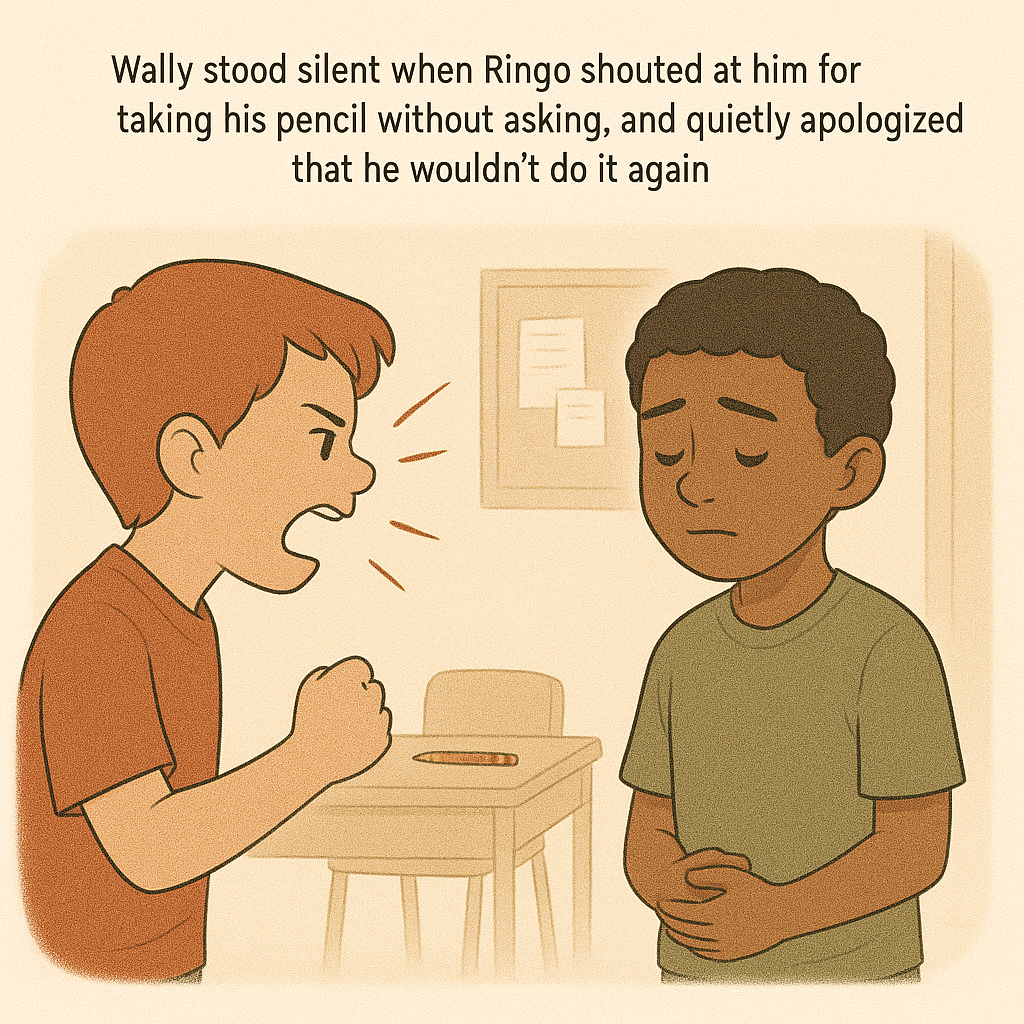 Wally stood silent when Ringo shouted at him for
taking his pencil without asking, and quietly apologized
that he wouldn’t do it again